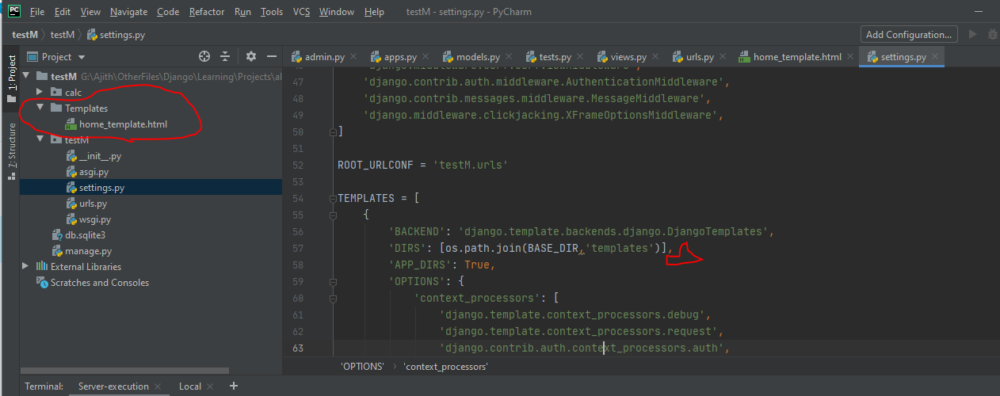 PC File Edit View Navigate Code Refactor Run Tools Django VCS Window Help testM - settings.py - PyCharm
testM testM settings.py Add Configuration...
1: Project
7: Structure
Project
testM G:\Ajith\OtherFiles\Django\Learning\Projects\al
calc
Templates
home_template.html
testM
__init__.py
asgi.py
settings.py
urls.py
wsgi.py
db.sqlite3
manage.py
External Libraries
Scratches and Consoles
admin.py apps.py models.py tests.py views.py urls.py home_template.html settings.py
47 'django.contrib.auth.middleware.AuthenticationMiddleware',
48 'django.contrib.messages.middleware.MessageMiddleware',
49 'django.middleware.clickjacking.XFrameOptionsMiddleware',
50 ]
51
52 ROOT_URLCONF = 'testM.urls'
53
54 TEMPLATES = [
55 {
56 'BACKEND': 'django.template.backends.django.DjangoTemplates',
57 'DIRS': [os.path.join(BASE_DIR,'templates')],
58 'APP_DIRS': True,
59 'OPTIONS': {
60 'context_processors': [
61 'django.template.context_processors.debug',
62 'django.template.context_processors.request',
63 'django.contrib.auth.context_processors.auth',
'OPTIONS' › 'context_processors'
Terminal: Server-execution Local